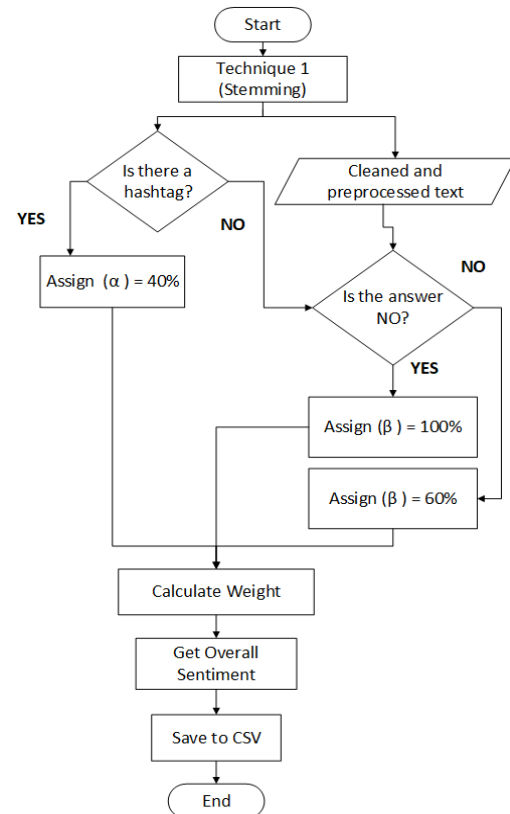 Start
Technique 1
(Stemming)
Is there a
hashtag?
Cleaned and
preprocessed text
YES
NO
Assign (α ) = 40%
NO
Is the answer
NO?
YES
Assign (β ) = 100%
Assign (β ) = 60%
Calculate Weight
Get Overall
Sentiment
Save to CSV
End